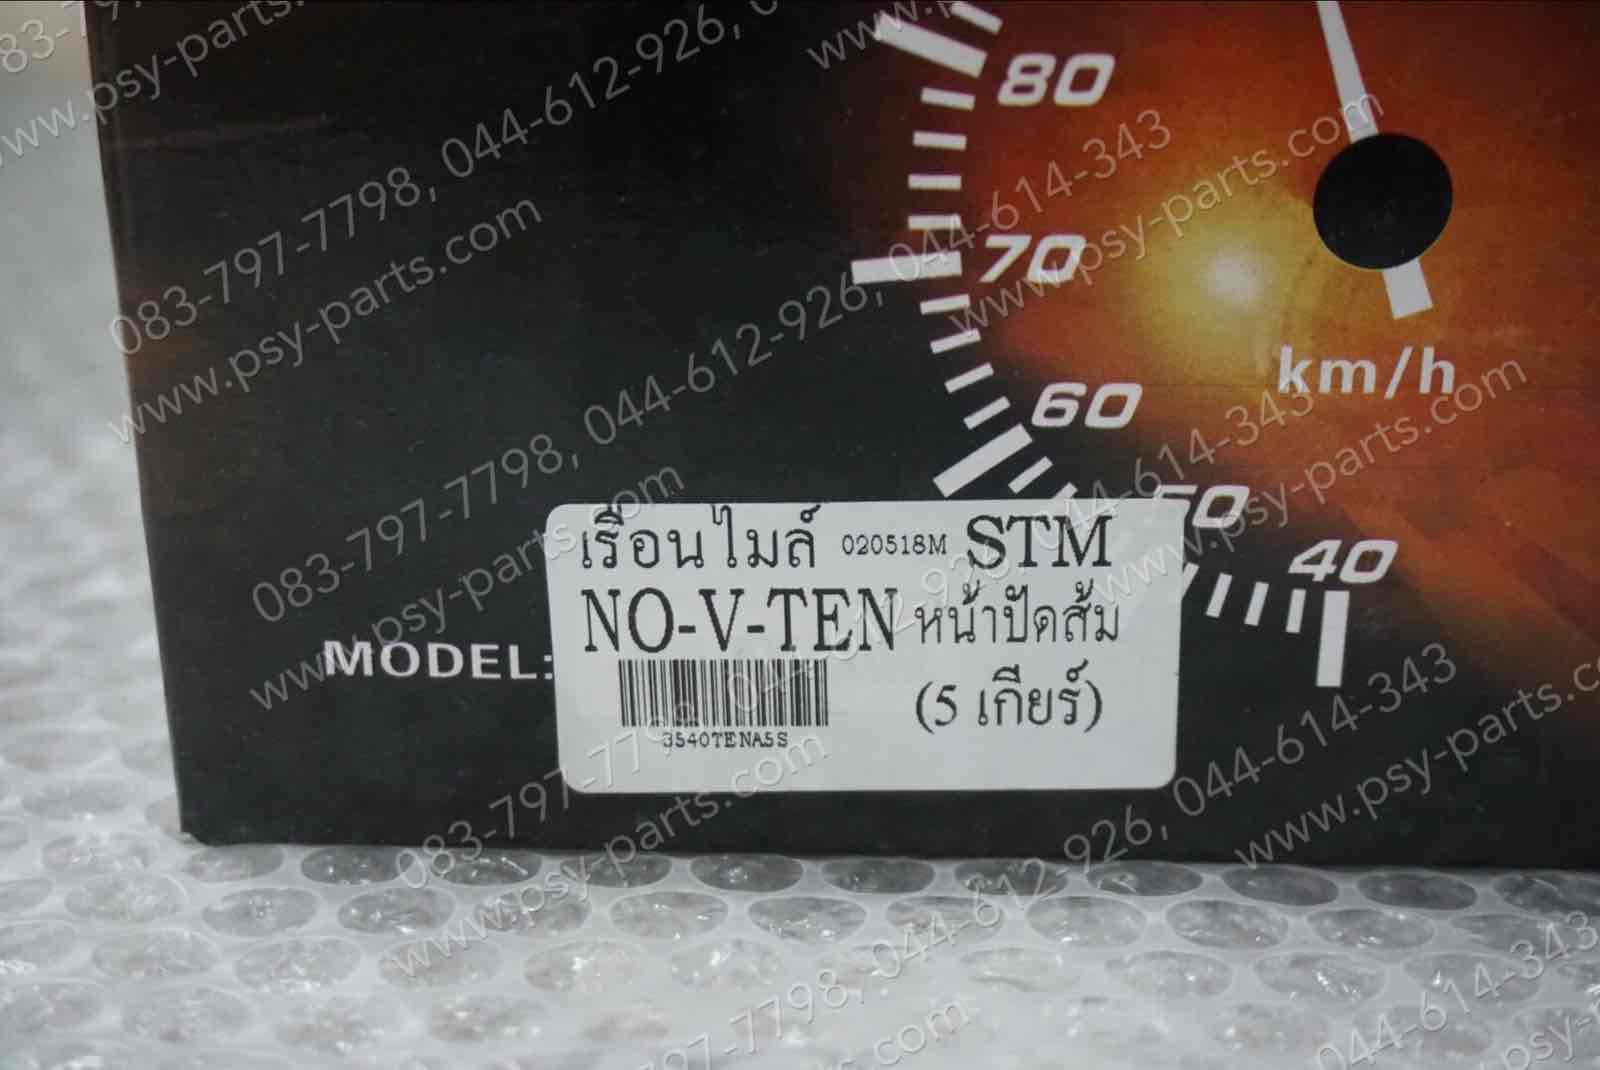 80
70
60
50
40
km/h
MODEL:
เรือนไมล์ 020518M STM
NO-V-TEN หน้าปัดส้ม
(5 เกียร์)
3540TENA5S
083-797-7798, 044-612-926, 044-614-343
www.psy-parts.com